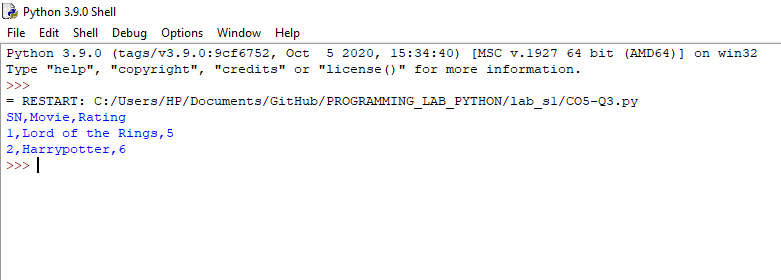 Python 3.9.0 Shell
File Edit Shell Debug Options Window Help
Python 3.9.0 (tags/v3.9.0:9cf6752, Oct  5 2020, 15:34:40) [MSC v.1927 64 bit (AMD64)] on win32
Type "help", "copyright", "credits" or "license()" for more information.
>>>
= RESTART: C:/Users/HP/Documents/GitHub/PROGRAMMING_LAB_PYTHON/lab_s1/CO5-Q3.py
SN,Movie,Rating
1,Lord of the Rings,5
2,Harrypotter,6
>>>